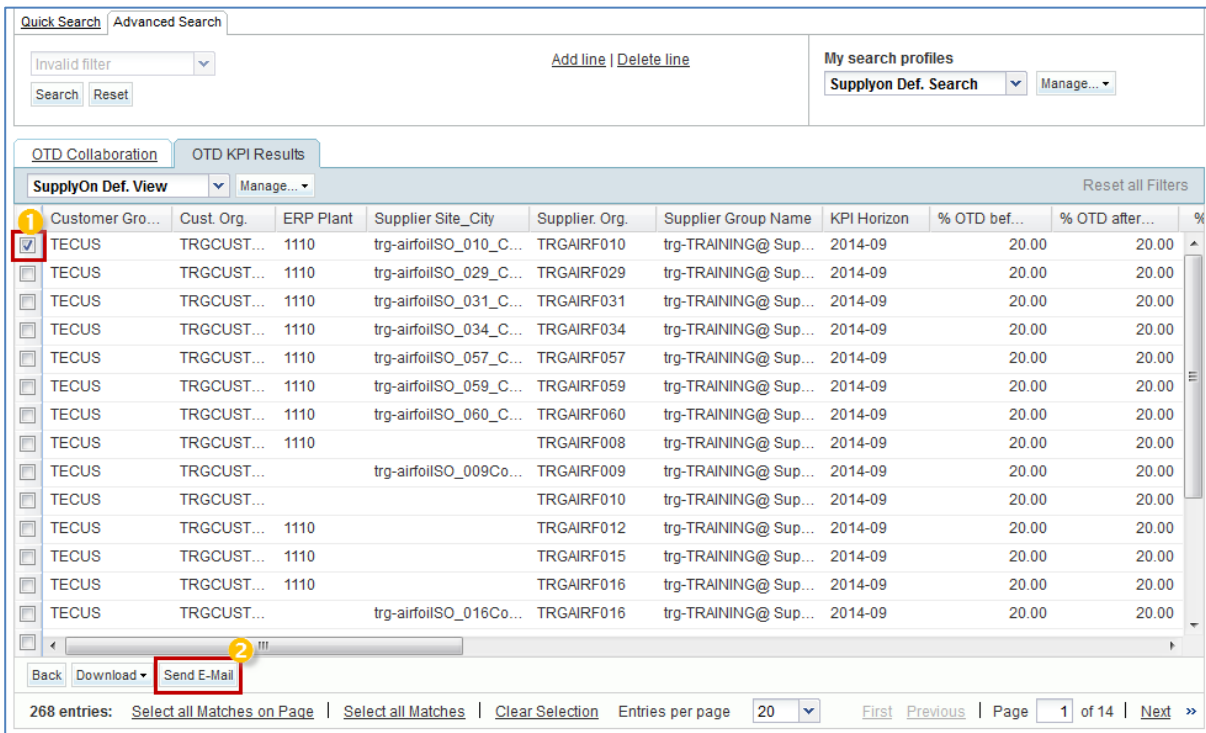 Quick Search Advanced Search
Invalid filter Add line | Delete line My search profiles
Supplyon Def. Search Manage...
Search Reset
OTD Collaboration OTD KPI Results
SupplyOn Def. View Manage... Reset all Filters
1 Customer Gro... Cust. Org. ERP Plant Supplier Site_City Supplier. Org. Supplier Group Name KPI Horizon % OTD bef... % OTD after... %
TECUS TRGCUST... 1110 trg-airfoilSO_010_C... TRGAIRF010 trg-TRAINING@ Sup... 2014-09 20.00 20.00
TECUS TRGCUST... 1110 trg-airfoilSO_029_C... TRGAIRF029 trg-TRAINING@ Sup... 2014-09 20.00 20.00
TECUS TRGCUST... 1110 trg-airfoilSO_031_C... TRGAIRF031 trg-TRAINING@ Sup... 2014-09 20.00 20.00
TECUS TRGCUST... 1110 trg-airfoilSO_034_C... TRGAIRF034 trg-TRAINING@ Sup... 2014-09 20.00 20.00
TECUS TRGCUST... 1110 trg-airfoilSO_057_C... TRGAIRF057 trg-TRAINING@ Sup... 2014-09 20.00 20.00
TECUS TRGCUST... 1110 trg-airfoilSO_059_C... TRGAIRF059 trg-TRAINING@ Sup... 2014-09 20.00 20.00
TECUS TRGCUST... 1110 trg-airfoilSO_060_C... TRGAIRF060 trg-TRAINING@ Sup... 2014-09 20.00 20.00
TECUS TRGCUST... 1110 TRGAIRF008 trg-TRAINING@ Sup... 2014-09 20.00 20.00
TECUS TRGCUST... trg-airfoilSO_009Co... TRGAIRF009 trg-TRAINING@ Sup... 2014-09 20.00 20.00
TECUS TRGCUST... TRGAIRF010 trg-TRAINING@ Sup... 2014-09 20.00 20.00
TECUS TRGCUST... 1110 TRGAIRF012 trg-TRAINING@ Sup... 2014-09 20.00 20.00
TECUS TRGCUST... 1110 TRGAIRF015 trg-TRAINING@ Sup... 2014-09 20.00 20.00
TECUS TRGCUST... 1110 TRGAIRF016 trg-TRAINING@ Sup... 2014-09 20.00 20.00
TECUS TRGCUST... trg-airfoilSO_016Co... TRGAIRF016 trg-TRAINING@ Sup... 2014-09 20.00 20.00
2
Back Download Send E-Mail
268 entries: Select all Matches on Page | Select all Matches | Clear Selection Entries per page 20 First Previous | Page 1 of 14 | Next »